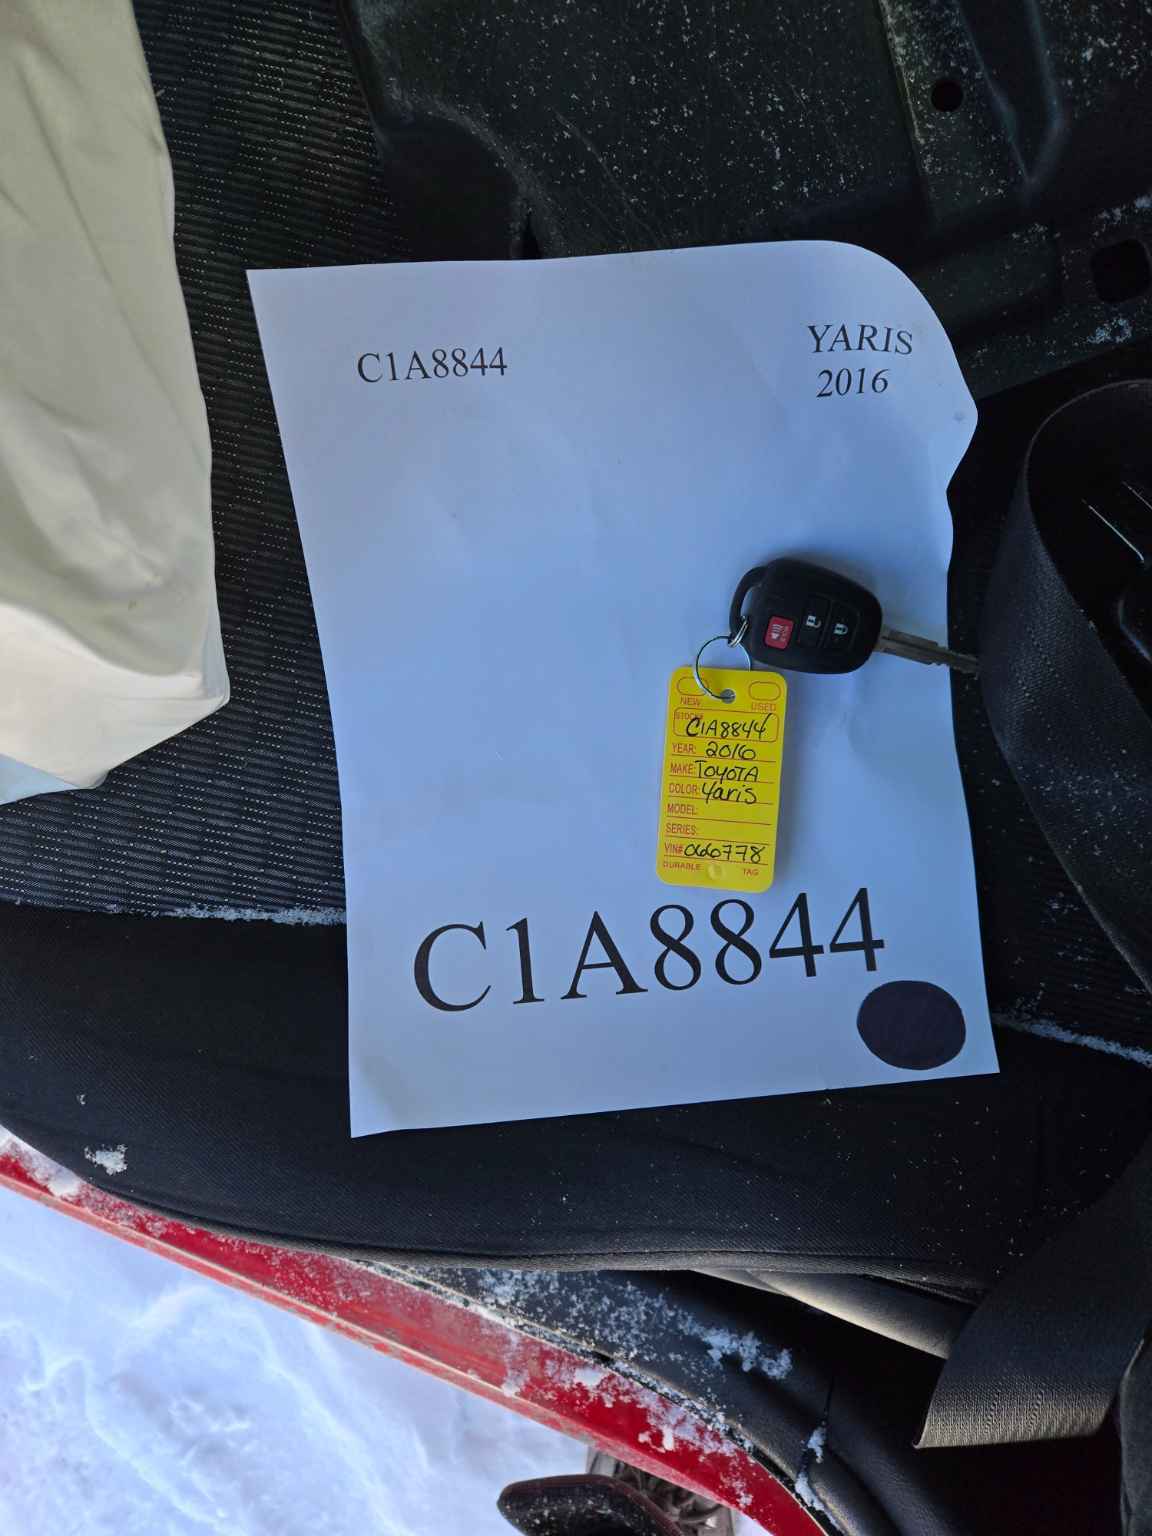 C1A8844
YARIS
2016
NEW
USED
STOCK#
C1A8844
YEAR: 2016
MAKE: TOYOTA
COLOR: Yaris
MODEL:
SERIES:
VIN# 060778
DURABLE TAG
C1A8844